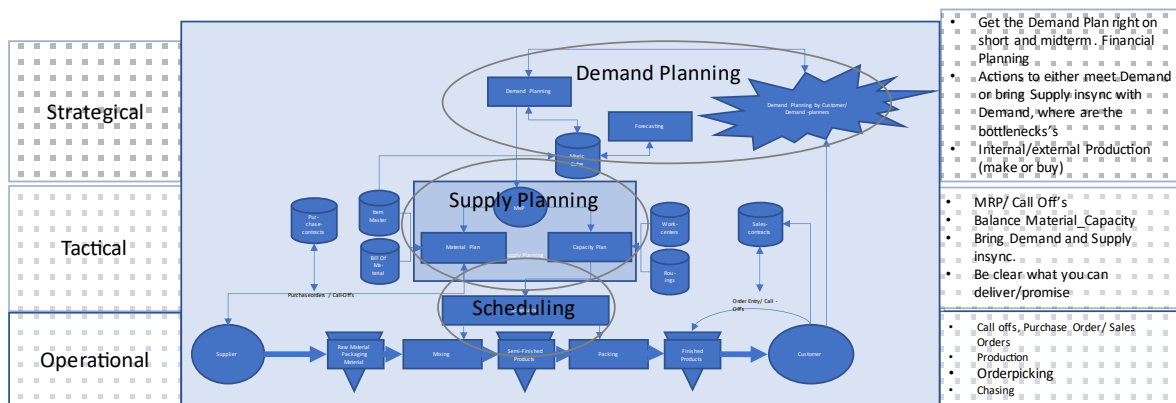 Strategical
Tactical
Operational
Demand Planning
Demand Planning
Demand Planning by Customer/
Demand-planners
Forecasting
Supply Planning
MRP
Pur-
chase-
contracts
Item
Master
Bill Of
Ma-
terial
Material Plan
Capacity Plan
Work-
centers
Rou-
ings
Sales-
contracts
Purchaseorders / Call-Offs
Order Entry/ Call -
Offs
Scheduling
Supplier
Raw Material
Packaging
Material
Mixing
Semi-Finished
Products
Packing
Finished
Products
Customer
• Get the Demand Plan right on
short and midterm . Financial
Planning
• Actions to either meet Demand
or bring Supply insync with
Demand, where are the
bottlenecks's
• Internal/external Production
(make or buy)
• MRP/ Call Off's
• Balance Material_Capacity
• Bring Demand and Supply
insync.
• Be clear what you can
deliver/promise
• Call offs, Purchase Order/ Sales
Orders
• Production
• Orderpicking
• Chasing